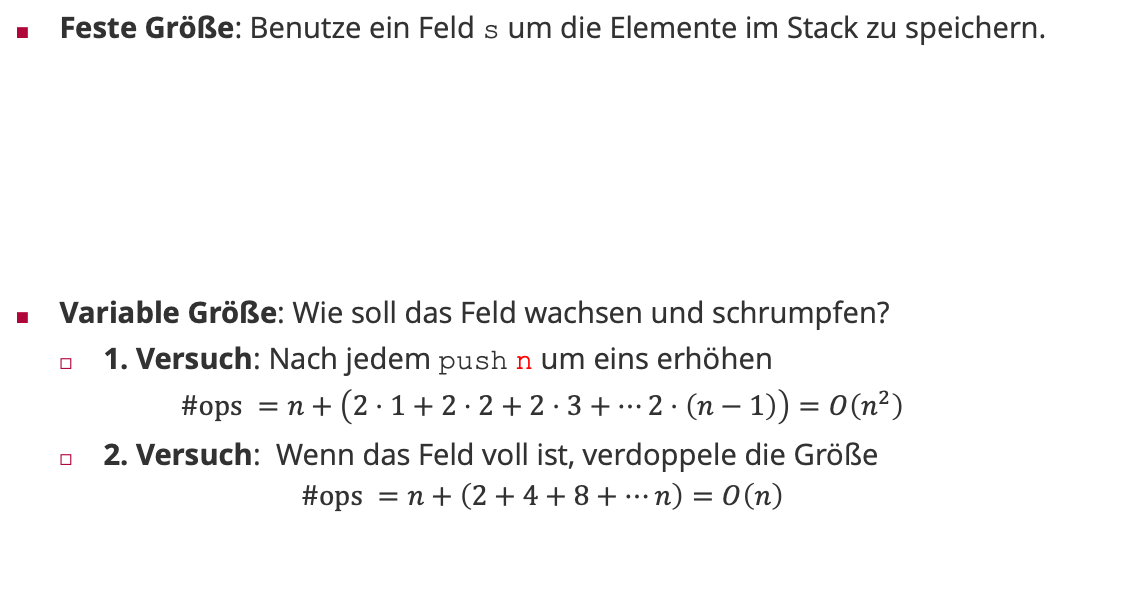 Feste Größe: Benutze ein Feld s um die Elemente im Stack zu speichern.
Variable Größe: Wie soll das Feld wachsen und schrumpfen?
1. Versuch: Nach jedem push n um eins erhöhen
#ops = n + (2 · 1 + 2 · 2 + 2 · 3 + ⋯ 2 · (n − 1)) = O(n²)
2. Versuch: Wenn das Feld voll ist, verdoppele die Größe
#ops = n + (2 + 4 + 8 + ⋯ n) = O(n)